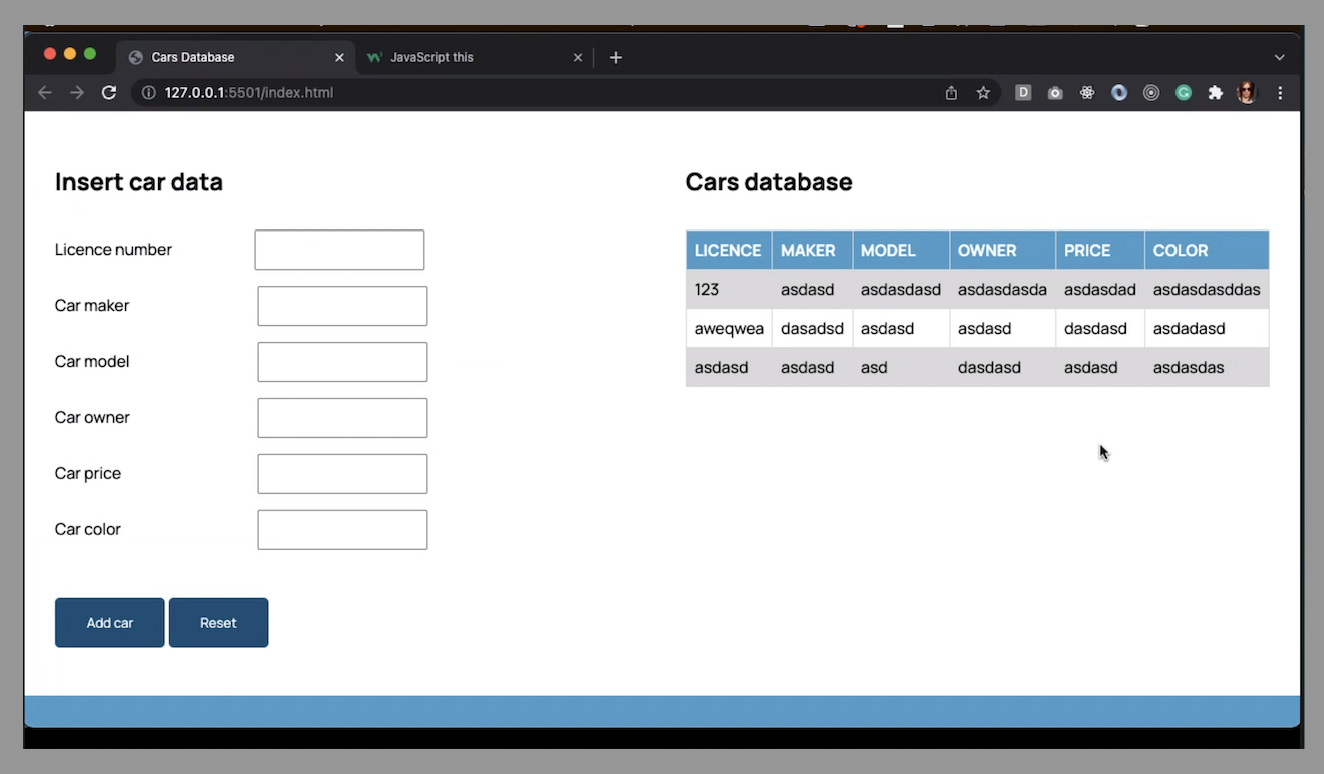 Cars Database
JavaScript this
127.0.0.1:5501/index.html
D
Insert car data
Licence number
Car maker
Car model
Car owner
Car price
Car color
Add car Reset
Cars database
LICENCE MAKER MODEL OWNER PRICE COLOR
123 asdasd asdasdasd asdasdasda asdasdad asdasdasddas
aweqwea dasadsd asdasd asdasd dasdasd asdadasd
asdasd asdasd asd dasdasd asdasd asdasdas